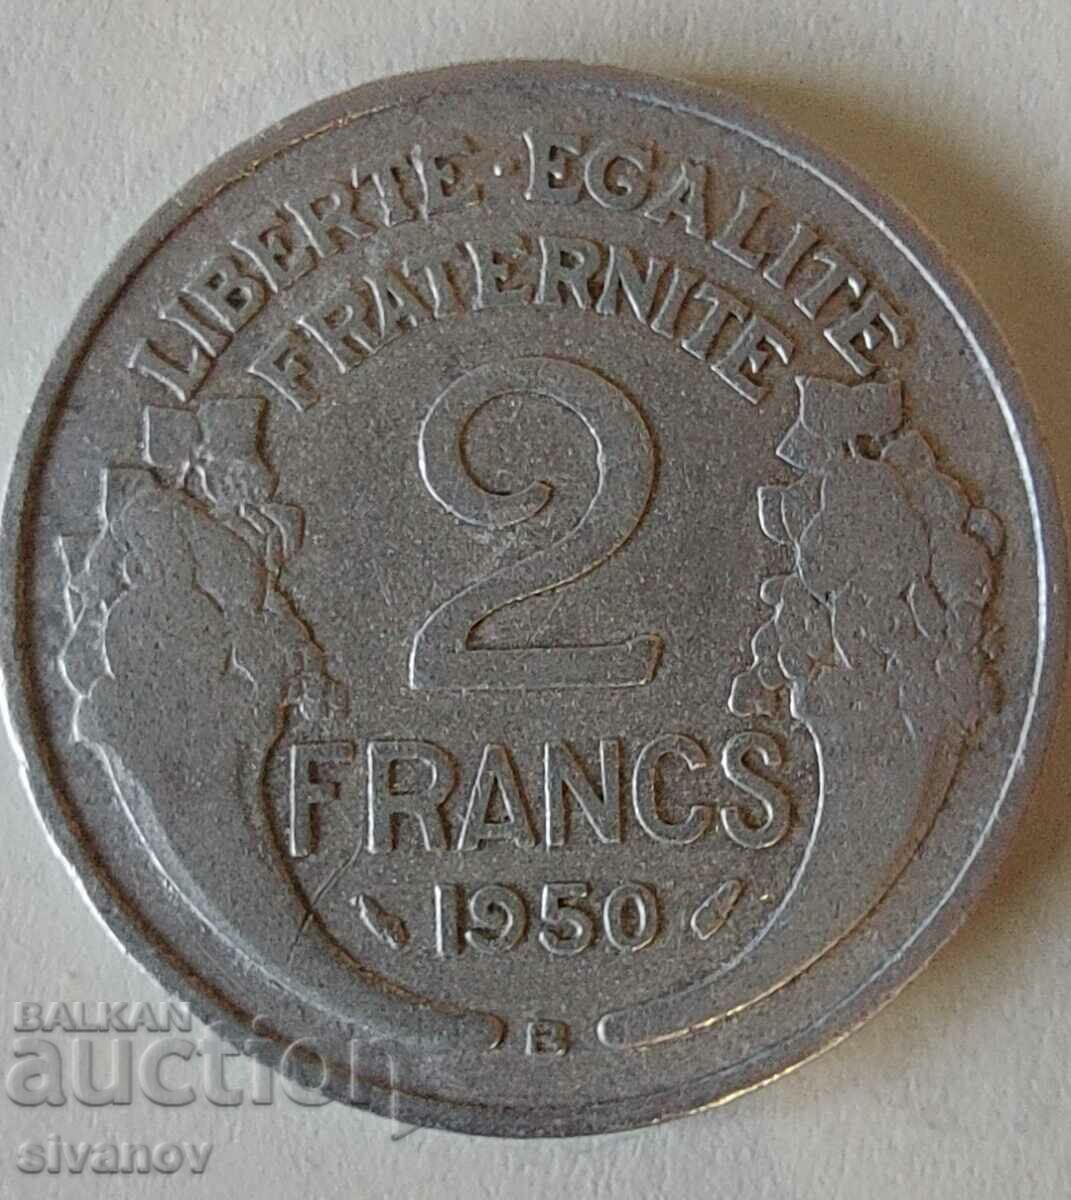 LIBERTE · EGALITE
FRATERNITE
2
FRANCS
1950
B
BALKAN
auction
sivanov